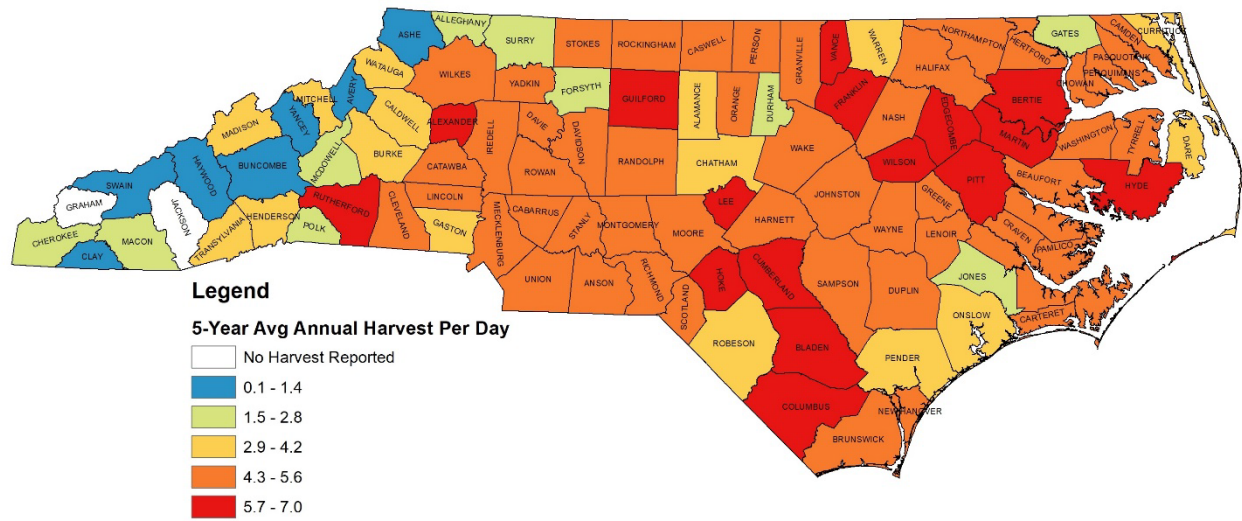 ALLEGHANY
ASHE
SURRY
STOKES
ROCKINGHAM
CASWELL
PERSON
GRANVILLE
VANCE
WARREN
NORTHAMPTON
HERTFORD
GATES
CAMDEN
CURRITUCK
PASQUOTANK
PERQUIMANS
CHOWAN
HALIFAX
WATAUGA
WILKES
YADKIN
FORSYTH
GUILFORD
ALAMANCE
ORANGE
DURHAM
FRANKLIN
NASH
EDGECOMBE
BERTIE
MARTIN
WASHINGTON
TYRRELL
DARE
MITCHELL
AVERY
CALDWELL
ALEXANDER
IREDELL
DAVIE
DAVIDSON
RANDOLPH
CHATHAM
WAKE
WILSON
PITT
BEAUFORT
HYDE
MADISON
YANCEY
MCDOWELL
BURKE
CATAWBA
ROWAN
LEE
JOHNSTON
GREENE
HAYWOOD
BUNCOMBE
RUTHERFORD
CLEVELAND
LINCOLN
GASTON
MECKLENBURG
CABARRUS
STANLY
MONTGOMERY
MOORE
HARNETT
WAYNE
LENOIR
CRAVEN
PAMLICO
SWAIN
GRAHAM
JACKSON
CHEROKEE
MACON
CLAY
TRANSYLVANIA
HENDERSON
POLK
UNION
ANSON
RICHMOND
SCOTLAND
HOKE
CUMBERLAND
SAMPSON
DUPLIN
JONES
ONSLOW
CARTERET
ROBESON
BLADEN
PENDER
COLUMBUS
NEW HANOVER
BRUNSWICK
Legend
5-Year Avg Annual Harvest Per Day
No Harvest Reported
0.1 - 1.4
1.5 - 2.8
2.9 - 4.2
4.3 - 5.6
5.7 - 7.0